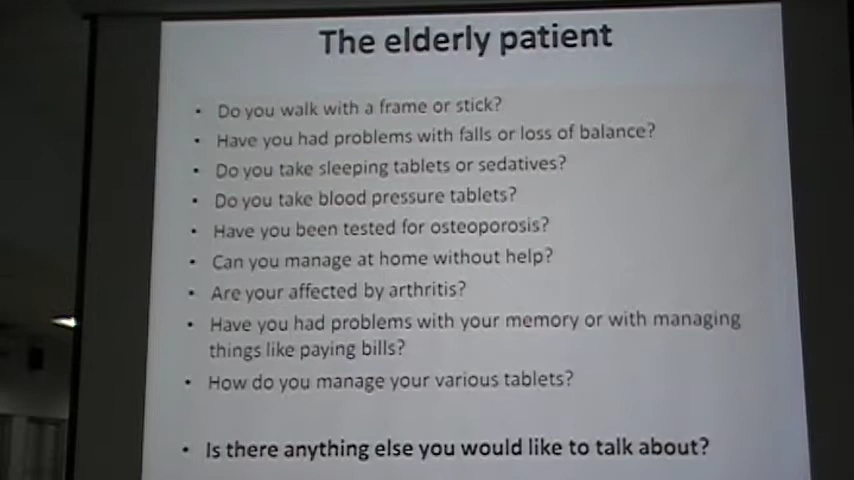 The elderly patient
• Do you walk with a frame or stick?
• Have you had problems with falls or loss of balance?
• Do you take sleeping tablets or sedatives?
• Do you take blood pressure tablets?
• Have you been tested for osteoporosis?
• Can you manage at home without help?
• Are your affected by arthritis?
• Have you had problems with your memory or with managing
things like paying bills?
• How do you manage your various tablets?
• Is there anything else you would like to talk about?